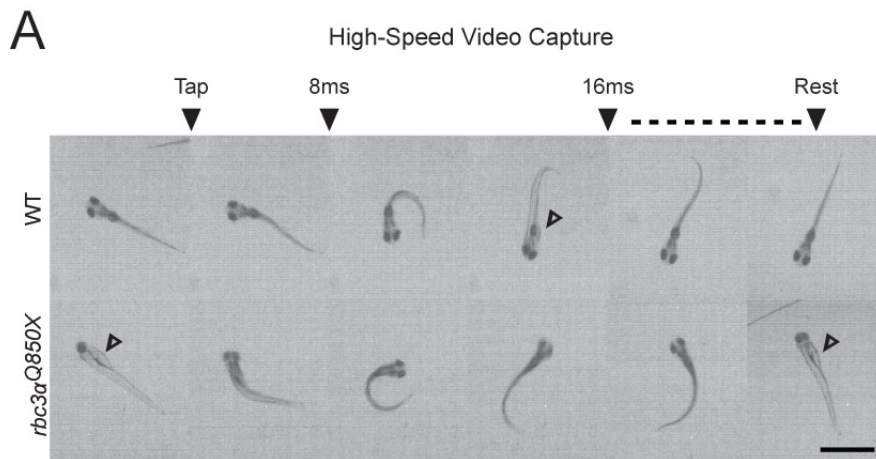 A
High-Speed Video Capture
Tap 8ms 16ms Rest
WT
rbc3αQ850X